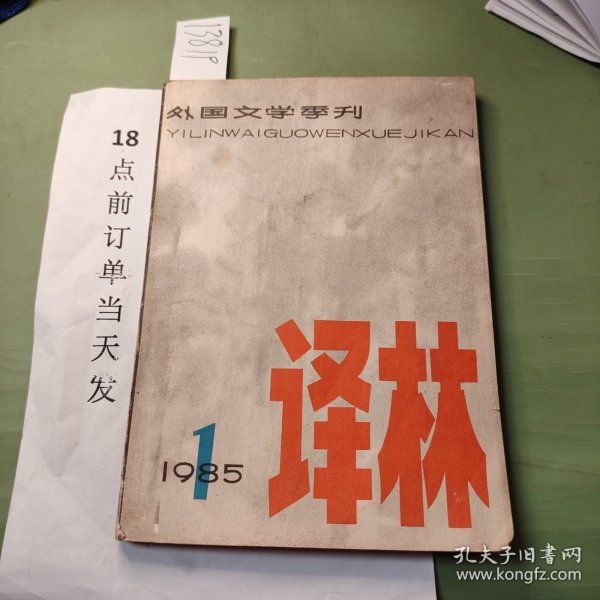 1381P
外国文学季刊
YILINWAIGUOWENXUEJIKAN
18
点
前
订
单
当
天
发
译林
1
1985
孔夫子旧书网
www.kongfz.com